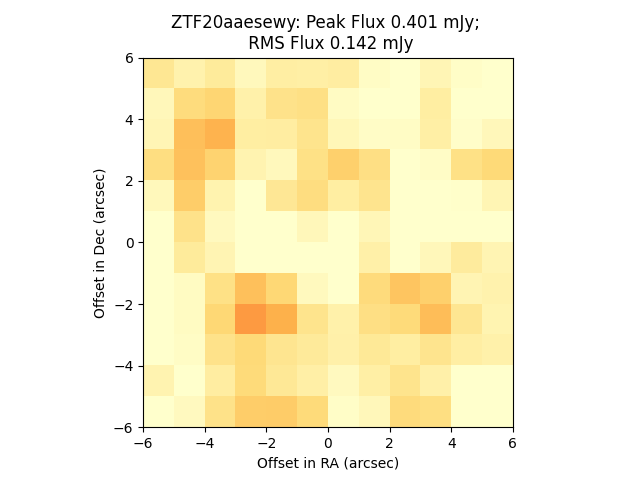 ZTF20aaesewy: Peak Flux 0.401 mJy;
RMS Flux 0.142 mJy
6
4
2
0
−2
−4
−6
Offset in Dec (arcsec)
−6 −4 −2 0 2 4 6
Offset in RA (arcsec)